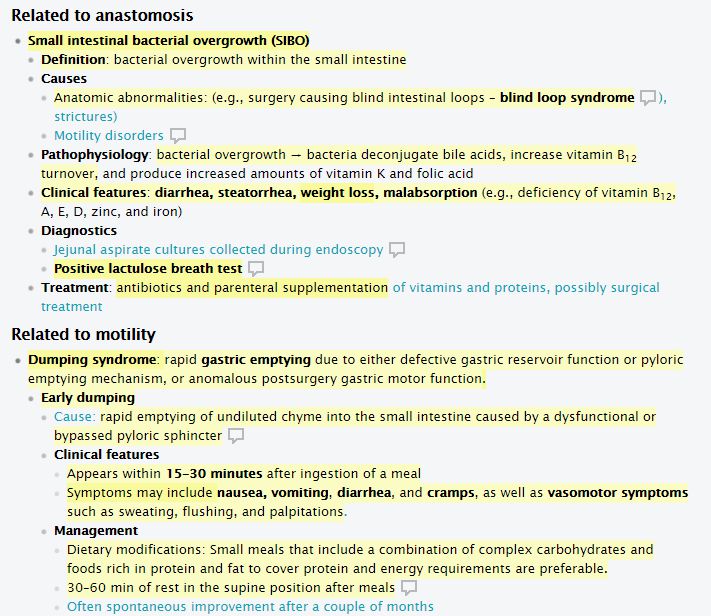 Related to anastomosis
Small intestinal bacterial overgrowth (SIBO)
Definition: bacterial overgrowth within the small intestine
Causes
Anatomic abnormalities: (e.g., surgery causing blind intestinal loops – blind loop syndrome ),
strictures)
Motility disorders
Pathophysiology: bacterial overgrowth → bacteria deconjugate bile acids, increase vitamin B12
turnover, and produce increased amounts of vitamin K and folic acid
Clinical features: diarrhea, steatorrhea, weight loss, malabsorption (e.g., deficiency of vitamin B12,
A, E, D, zinc, and iron)
Diagnostics
Jejunal aspirate cultures collected during endoscopy
Positive lactulose breath test
Treatment: antibiotics and parenteral supplementation of vitamins and proteins, possibly surgical
treatment
Related to motility
Dumping syndrome: rapid gastric emptying due to either defective gastric reservoir function or pyloric
emptying mechanism, or anomalous postsurgery gastric motor function.
Early dumping
Cause: rapid emptying of undiluted chyme into the small intestine caused by a dysfunctional or
bypassed pyloric sphincter
Clinical features
Appears within 15–30 minutes after ingestion of a meal
Symptoms may include nausea, vomiting, diarrhea, and cramps, as well as vasomotor symptoms
such as sweating, flushing, and palpitations.
Management
Dietary modifications: Small meals that include a combination of complex carbohydrates and
foods rich in protein and fat to cover protein and energy requirements are preferable.
30–60 min of rest in the supine position after meals
Often spontaneous improvement after a couple of months